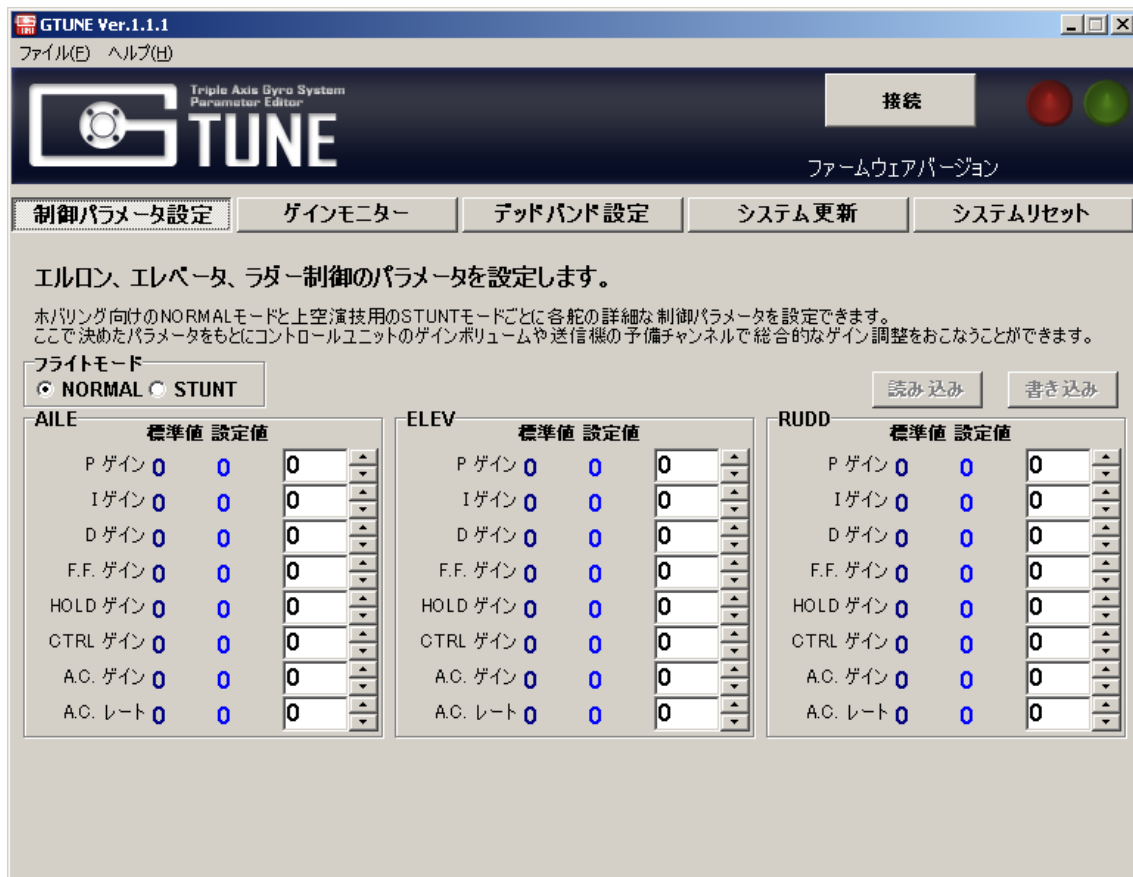 GTUNE Ver.1.1.1
ファイル(F) ヘルプ(H)
Triple Axis Gyro System
Parameter Editor
GTUNE
接続
ファームウェアバージョン
制御パラメータ設定 ゲインモニター デッドバンド設定 システム更新 システムリセット
エルロン、エレベータ、ラダー制御のパラメータを設定します。
ホバリング向けのNORMALモードと上空演技用のSTUNTモードごとに各舵の詳細な制御パラメータを設定できます。
ここで決めたパラメータをもとにコントロールユニットのゲインボリュームや送信機の予備チャンネルで総合的なゲイン調整をおこなうことができます。
フライトモード
NORMAL STUNT
読み込み 書き込み
AILE
標準値 設定値
P ゲイン 0 0 0
I ゲイン 0 0 0
D ゲイン 0 0 0
F.F. ゲイン 0 0 0
HOLD ゲイン 0 0 0
CTRL ゲイン 0 0 0
A.C. ゲイン 0 0 0
A.C. レート 0 0 0
ELEV
標準値 設定値
P ゲイン 0 0 0
I ゲイン 0 0 0
D ゲイン 0 0 0
F.F. ゲイン 0 0 0
HOLD ゲイン 0 0 0
CTRL ゲイン 0 0 0
A.C. ゲイン 0 0 0
A.C. レート 0 0 0
RUDD
標準値 設定値
P ゲイン 0 0 0
I ゲイン 0 0 0
D ゲイン 0 0 0
F.F. ゲイン 0 0 0
HOLD ゲイン 0 0 0
CTRL ゲイン 0 0 0
A.C. ゲイン 0 0 0
A.C. レート 0 0 0